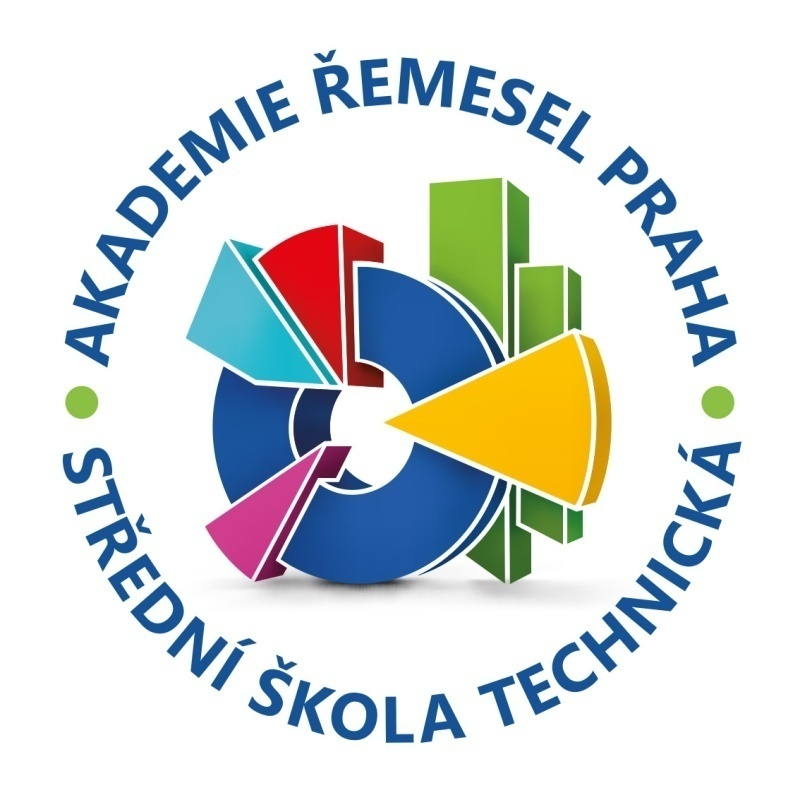 AKADEMIE ŘEMESEL PRAHA
STŘEDNÍ ŠKOLA TECHNICKÁ